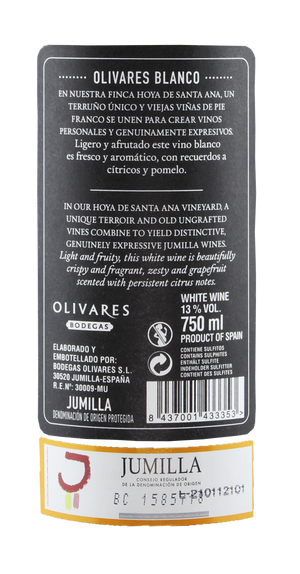 OLIVARES BLANCO
EN NUESTRA FINCA HOYA DE SANTA ANA, UN
TERRUÑO ÚNICO Y VIEJAS VIÑAS DE PIE
FRANCO SE UNEN PARA CREAR VINOS
PERSONALES Y GENUINAMENTE EXPRESIVOS.
Ligero y afrutado este vino blanco
es fresco y aromático, con recuerdos a
cítricos y pomelo.
IN OUR HOYA DE SANTA ANA VINEYARD, A
UNIQUE TERROIR AND OLD UNGRAFTED
VINES COMBINE TO YIELD DISTINCTIVE,
GENUINELY EXPRESSIVE JUMILLA WINES.
Light and fruity, this white wine is beautifully
crispy and fragrant, zesty and grapefruit
scented with persistent citrus notes.
OLIVARES
BODEGAS
ELABORADO Y
EMBOTELLADO POR:
BODEGAS OLIVARES S.L.
30520 JUMILLA-ESPAÑA
R.E.Nº: 30009-MU
JUMILLA
DENOMINACIÓN DE ORIGEN PROTEGIDA
WHITE WINE
13 % VOL.
750 ml
PRODUCT OF SPAIN
CONTIENE SULFITOS
CONTAINS SULPHITES
ENTHÄLT SULFITE
INDEHOLDER SULFITTER
CONTIENT DES SULFITES
8 437001 433353 >
JUMILLA
CONSEJO REGULADOR
DE LA DENOMINACIÓN DE ORIGEN
BC
L-210112101